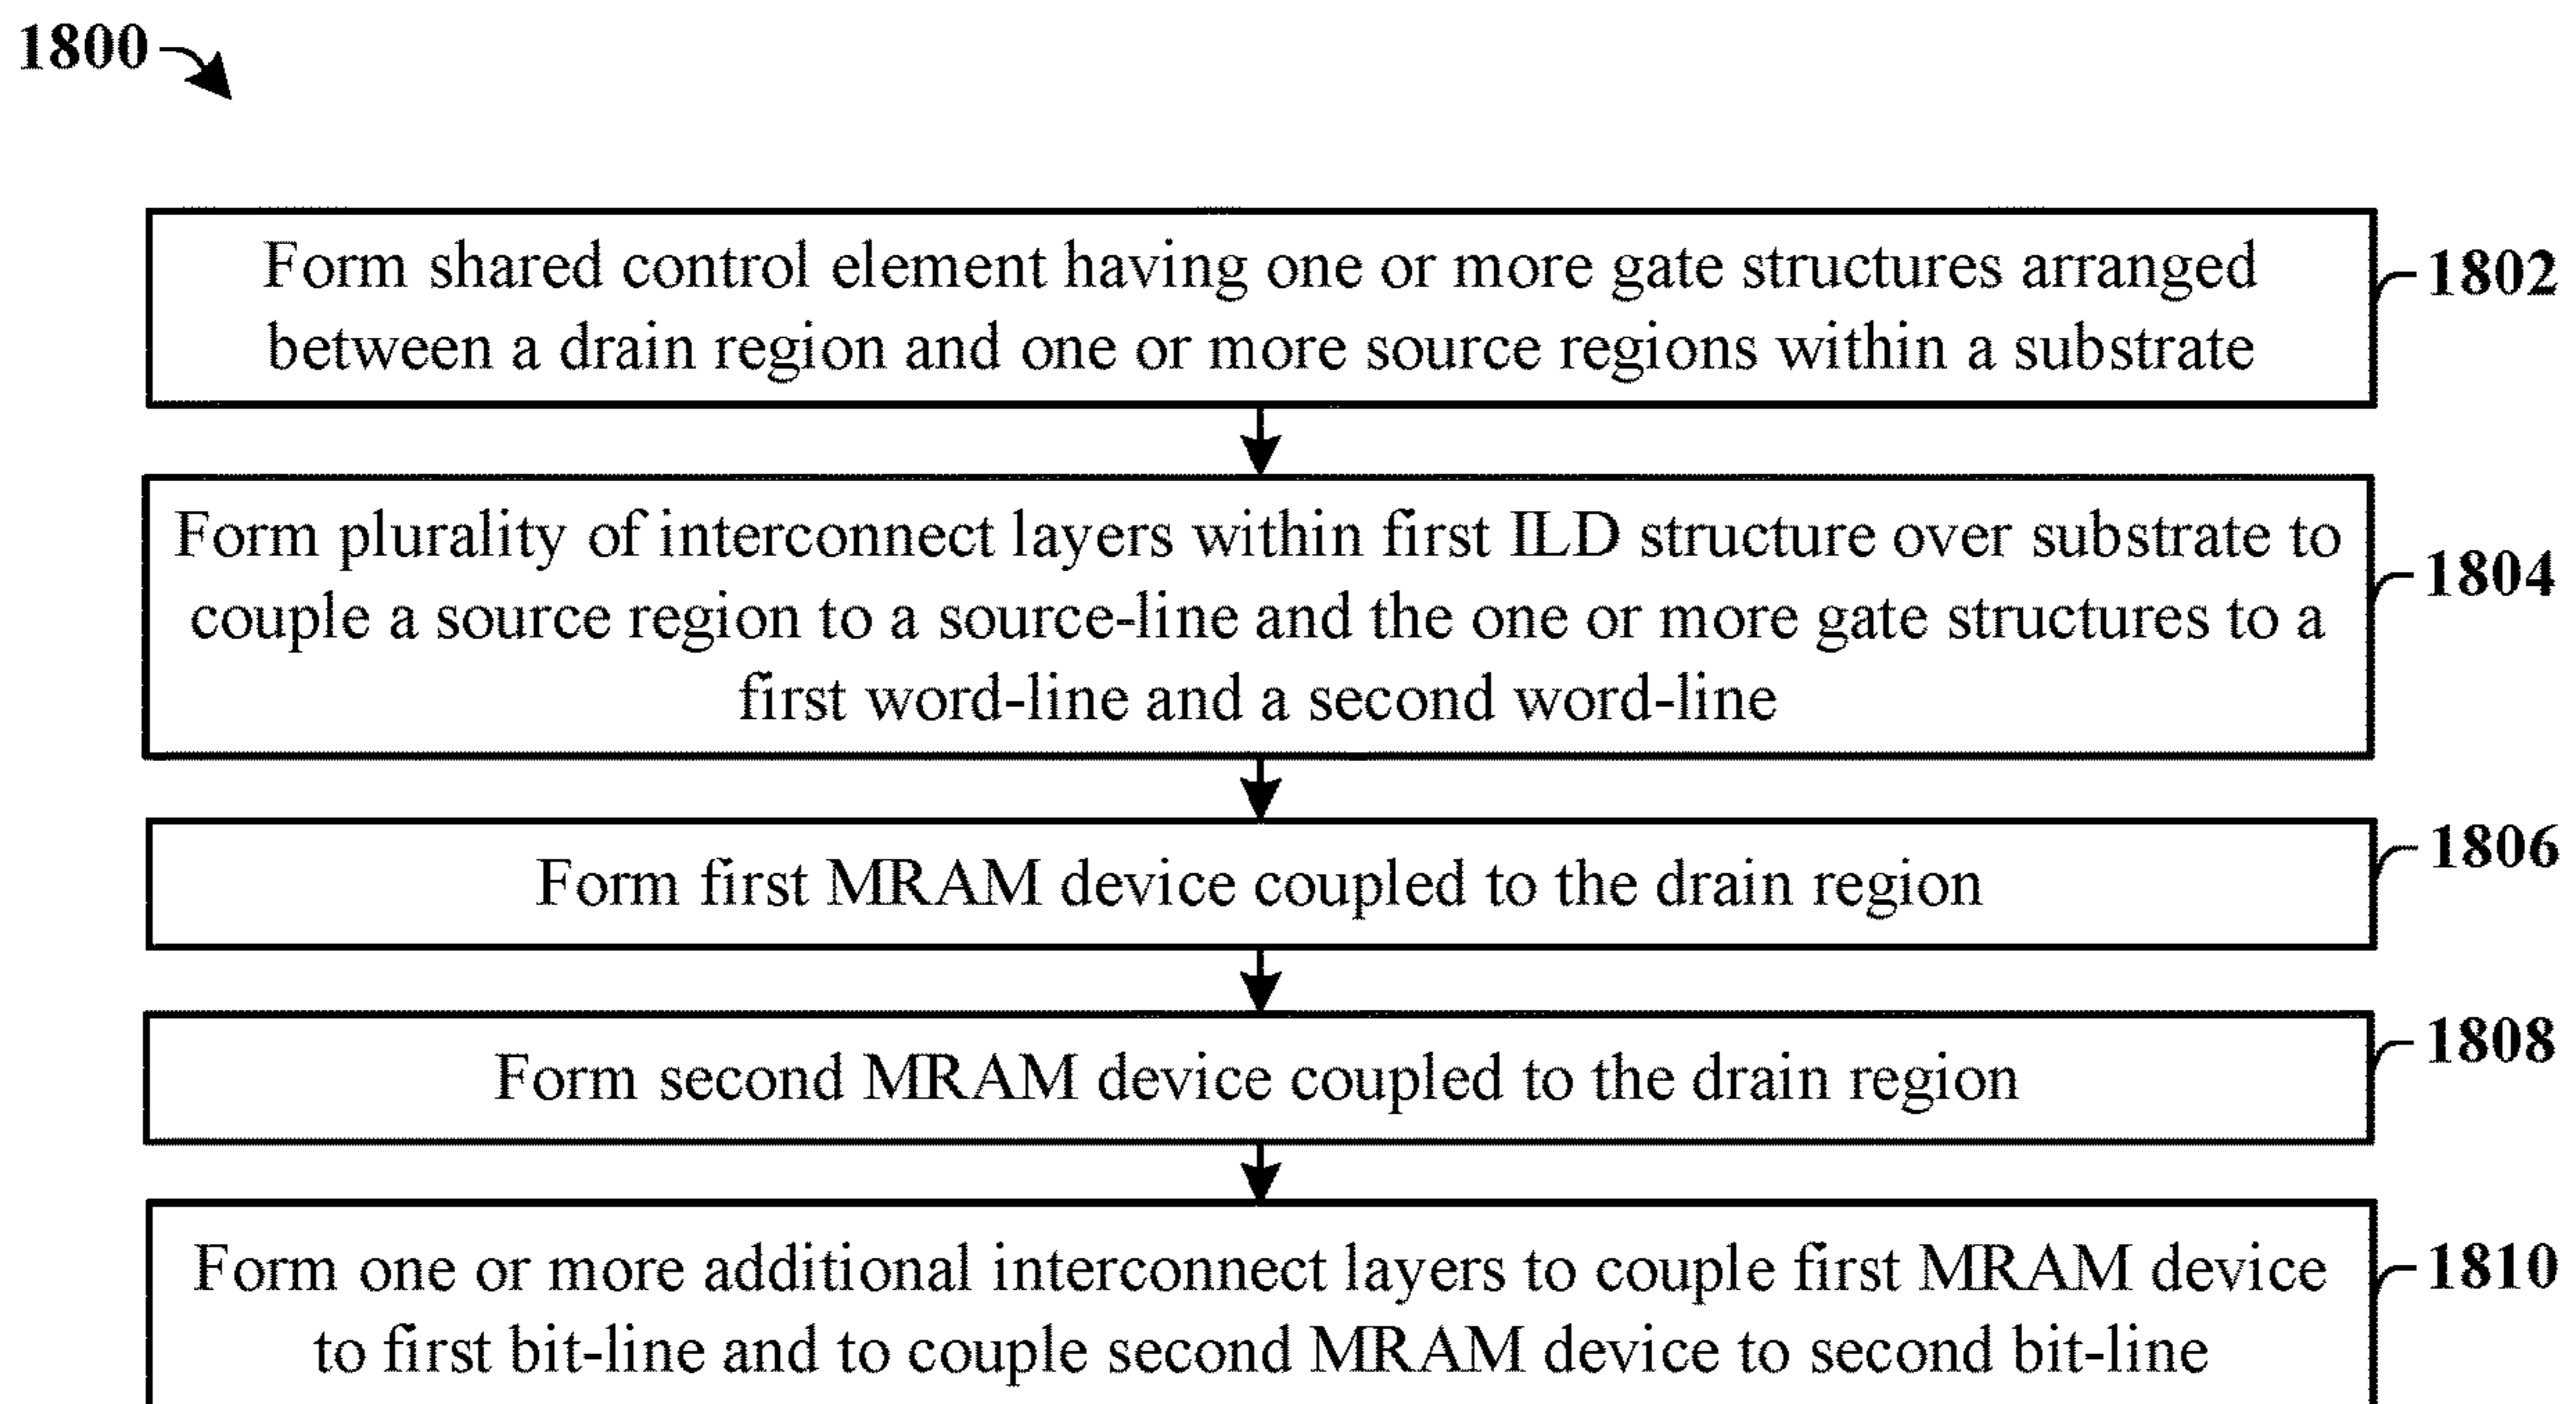 1800
Form shared control element having one or more gate structures arranged
between a drain region and one or more source regions within a substrate
1802
Form plurality of interconnect layers within first ILD structure over substrate to
couple a source region to a source-line and the one or more gate structures to a
first word-line and a second word-line
1804
Form first MRAM device coupled to the drain region
1806
Form second MRAM device coupled to the drain region
1808
Form one or more additional interconnect layers to couple first MRAM device
to first bit-line and to couple second MRAM device to second bit-line
1810